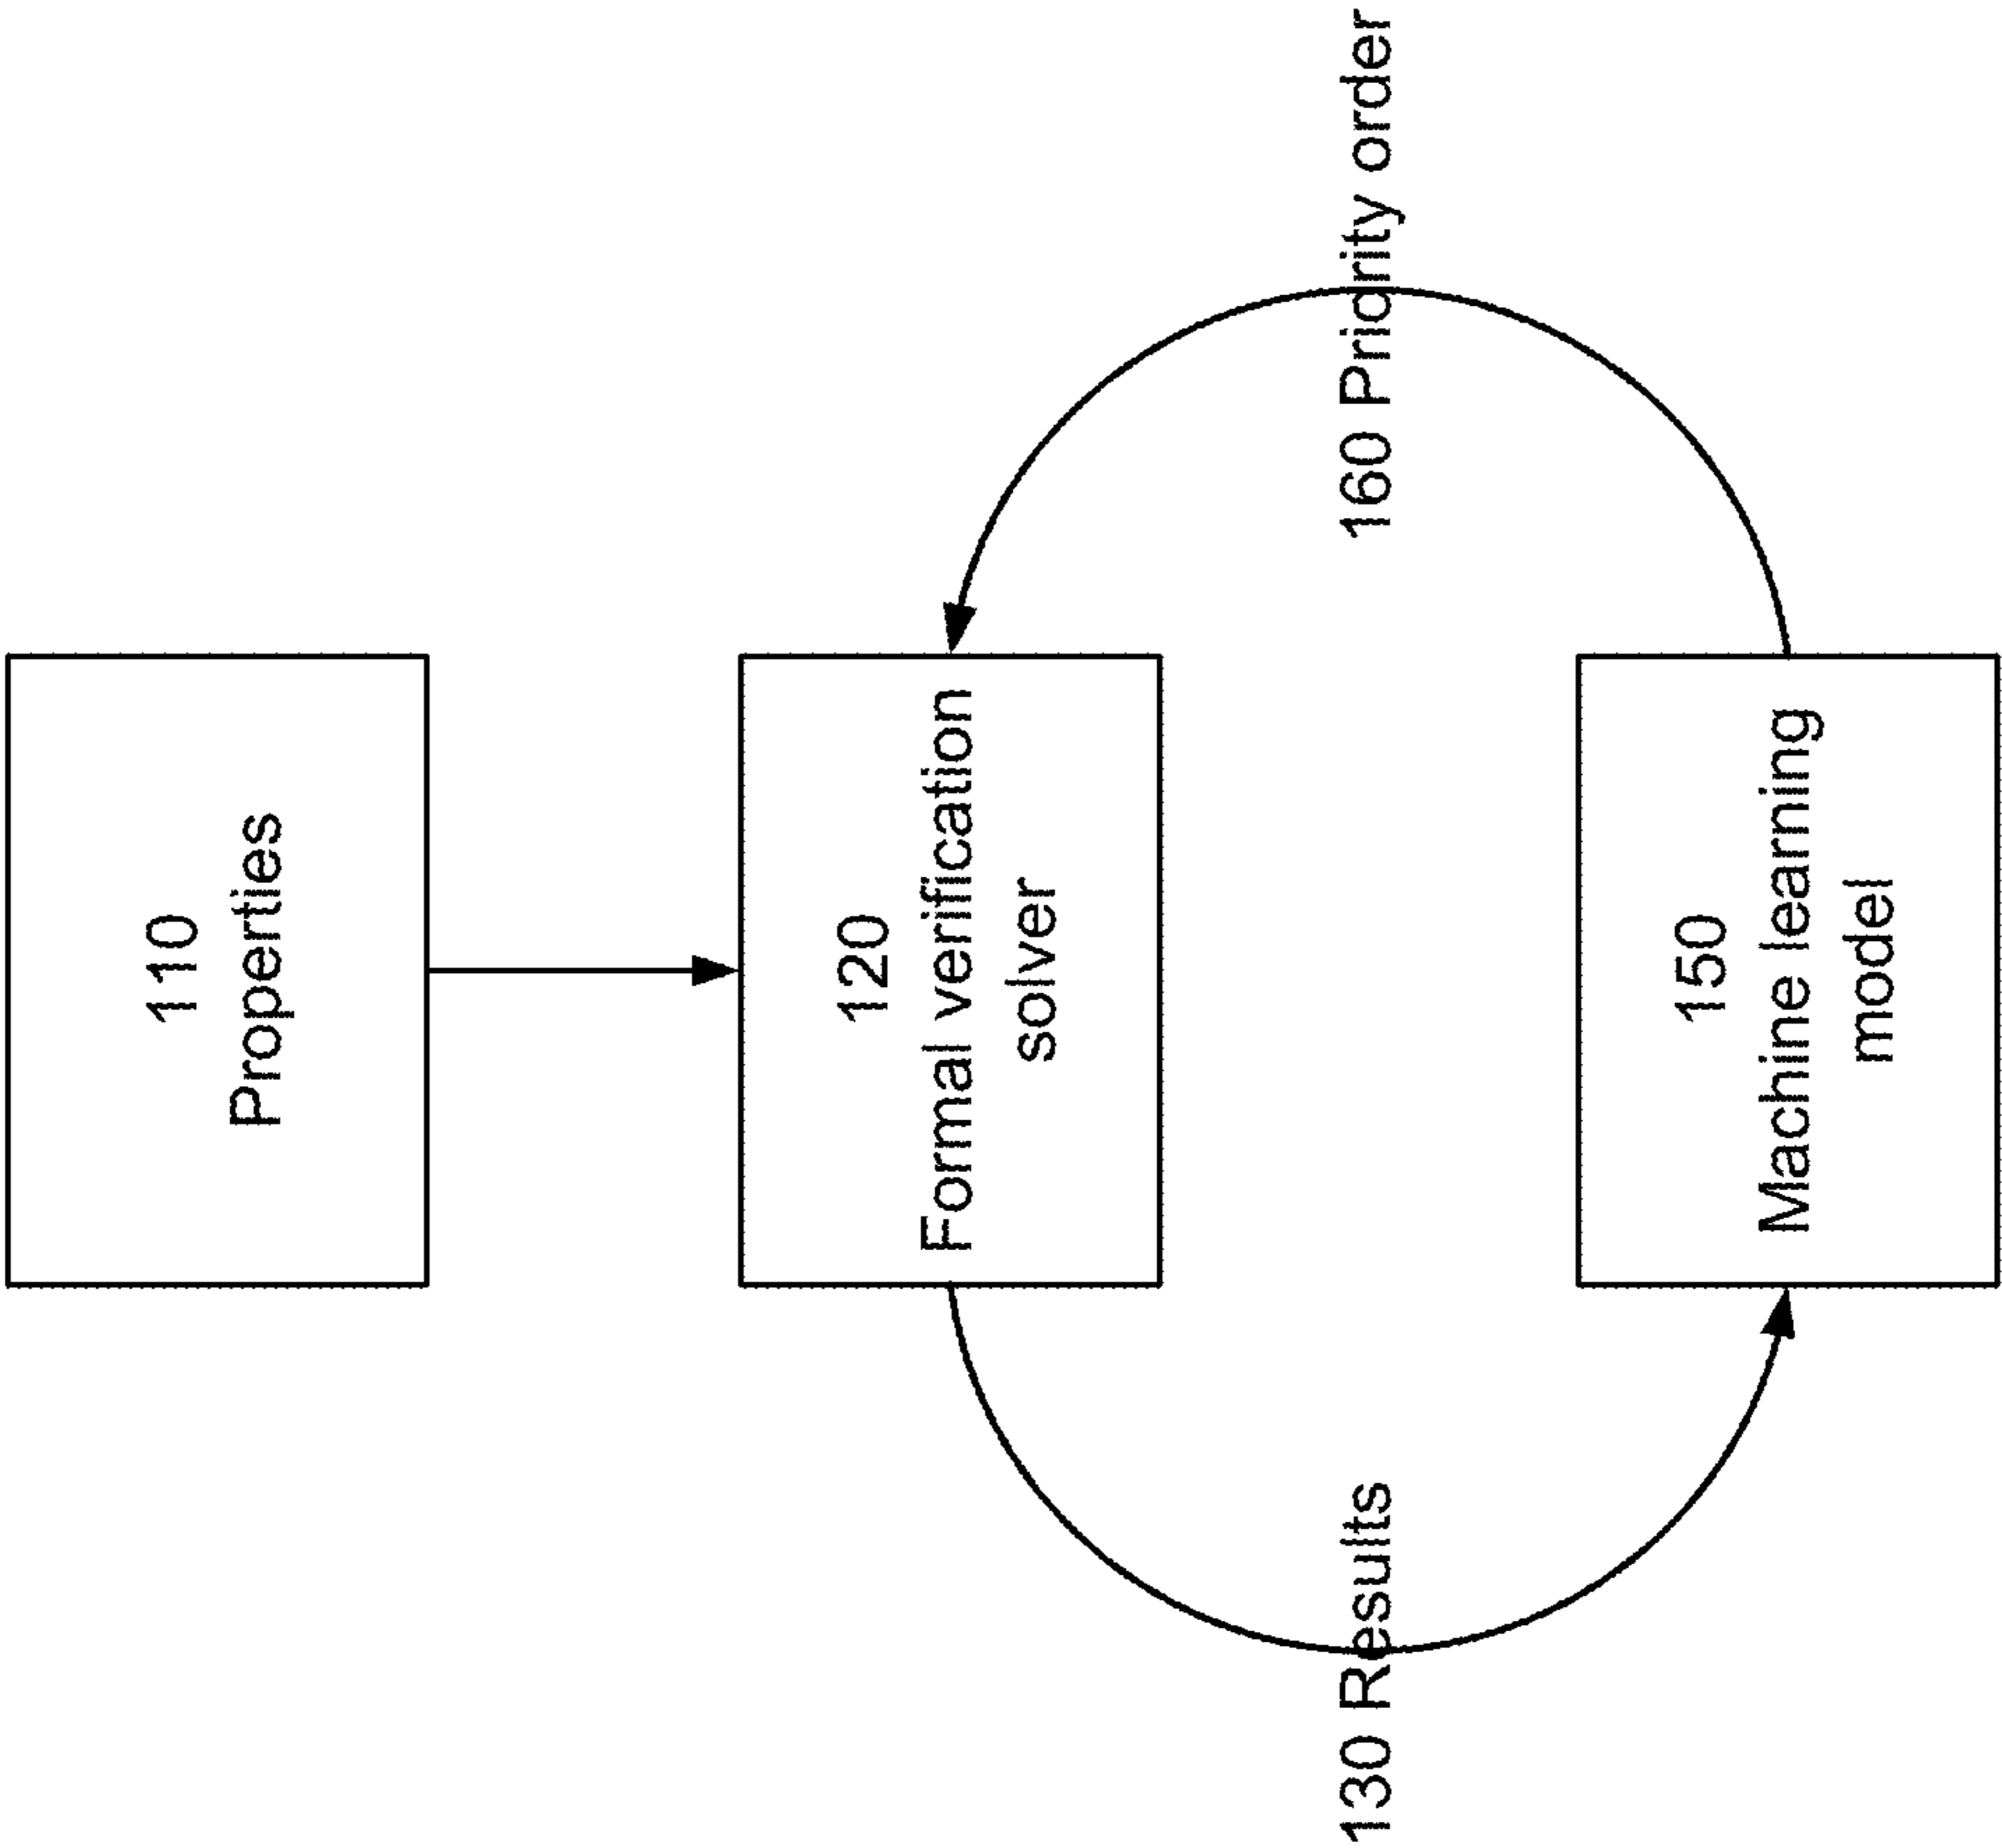 110
Properties
120
Formal verification
solver
130 Results
160 Priority order
150
Machine learning
model